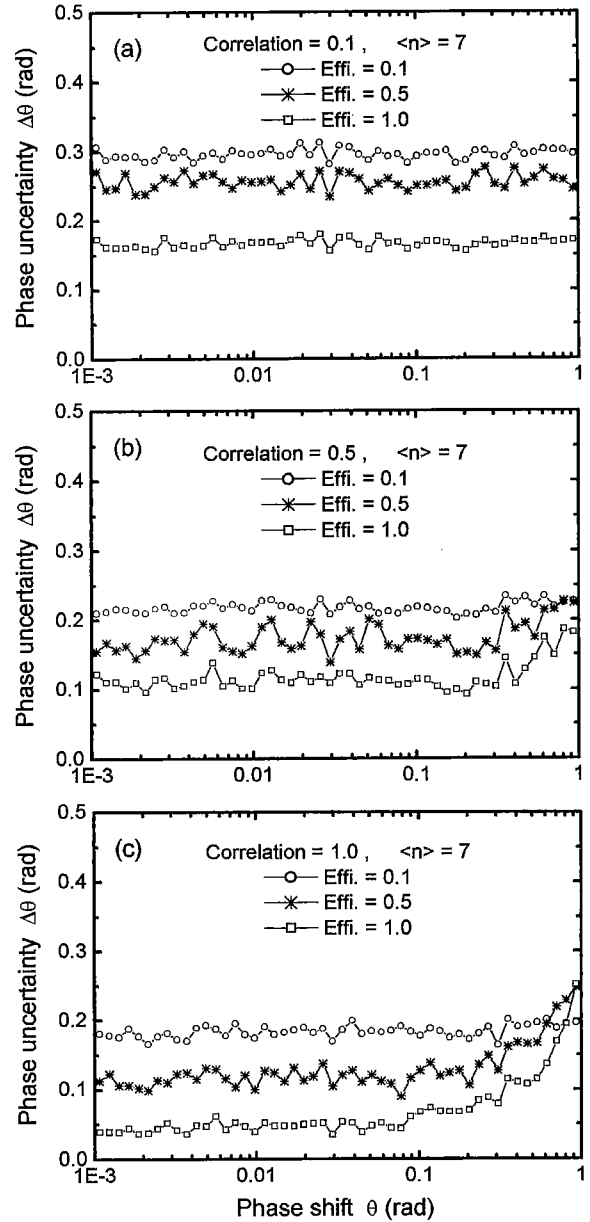 0.5
(a)
Correlation = 0.1 , <n> = 7
Effi. = 0.1
Effi. = 0.5
Effi. = 1.0
0.4
0.3
0.2
0.1
0.0
Phase uncertainty Δθ (rad)
1E-3 0.01 0.1 1
0.5
(b)
Correlation = 0.5 , <n> = 7
Effi. = 0.1
Effi. = 0.5
Effi. = 1.0
0.4
0.3
0.2
0.1
0.0
Phase uncertainty Δθ (rad)
1E-3 0.01 0.1 1
0.5
(c)
Correlation = 1.0 , <n> = 7
Effi. = 0.1
Effi. = 0.5
Effi. = 1.0
0.4
0.3
0.2
0.1
0.0
Phase uncertainty Δθ (rad)
1E-3 0.01 0.1 1
Phase shift θ (rad)